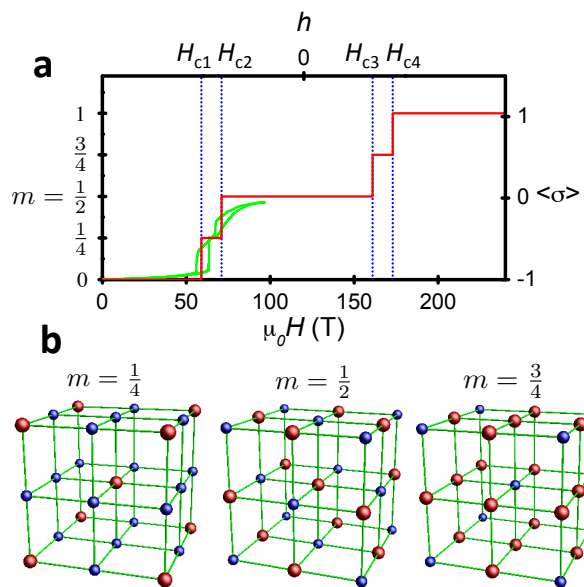 h
H_c1 H_c2 0 H_c3 H_c4
a
1
3/4
m = 1/2
1/4
0
1
0 <σ>
-1
0 50 100 150 200
μ₀H (T)
b
m = 1/4 m = 1/2 m = 3/4